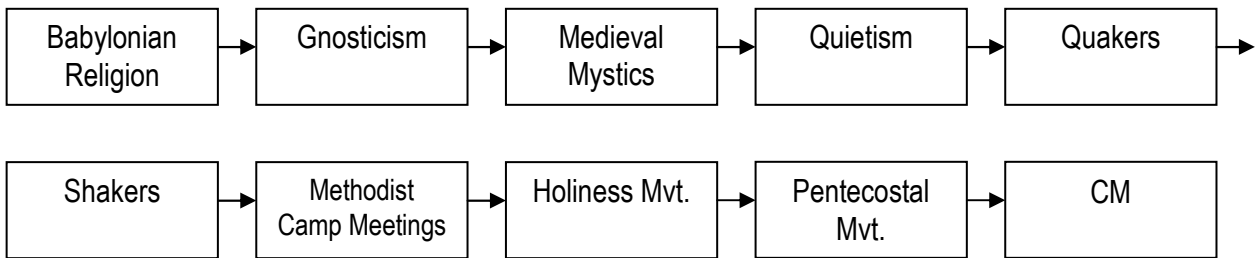 Babylonian
Religion
Gnosticism
Medieval
Mystics
Quietism
Quakers
Shakers
Methodist
Camp Meetings
Holiness Mvt.
Pentecostal
Mvt.
CM